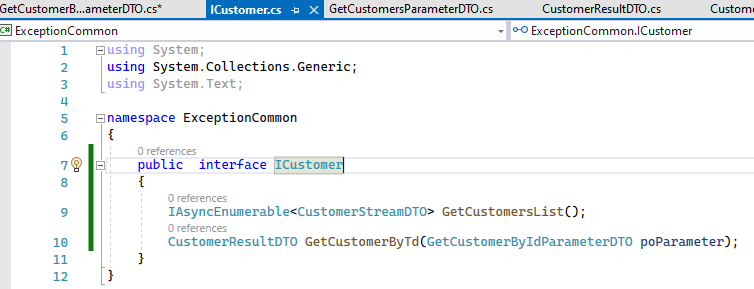 GetCustomerB...ameterDTO.cs*
ICustomer.cs
GetCustomersParameterDTO.cs
CustomerResultDTO.cs
Custome
C# ExceptionCommon
ExceptionCommon.ICustomer
1 using System;
2 using System.Collections.Generic;
3 using System.Text;
4
5 namespace ExceptionCommon
6 {
0 references
7 public interface ICustomer
8 {
0 references
9 IAsyncEnumerable<CustomerStreamDTO> GetCustomersList();
0 references
10 CustomerResultDTO GetCustomerByTd(GetCustomerByIdParameterDTO poParameter);
11 }
12 }